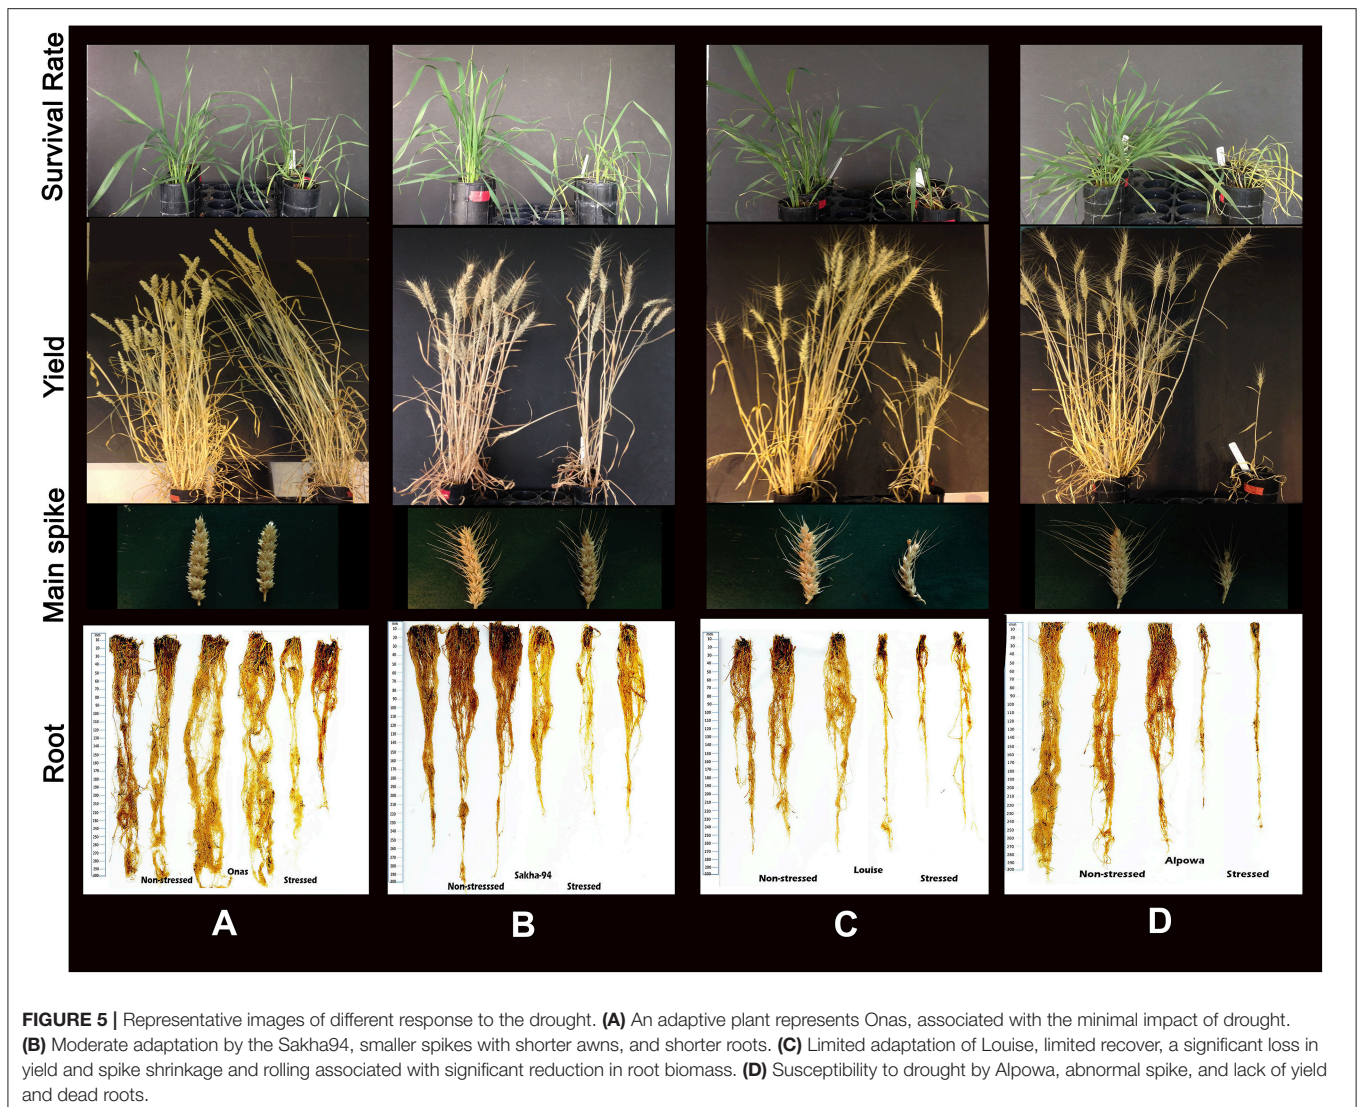 Survival Rate
Yield
Main spike
Root
Onas
Non-stressed
Stressed
Sakha-94
Non-stresssed
Stressed
Louise
Non-stressed
Stressed
Alpowa
Non-stressed
Stressed
A
B
C
D
FIGURE 5 | Representative images of different response to the drought. (A) An adaptive plant represents Onas, associated with the minimal impact of drought.
(B) Moderate adaptation by the Sakha94, smaller spikes with shorter awns, and shorter roots. (C) Limited adaptation of Louise, limited recover, a significant loss in
yield and spike shrinkage and rolling associated with significant reduction in root biomass. (D) Susceptibility to drought by Alpowa, abnormal spike, and lack of yield
and dead roots.